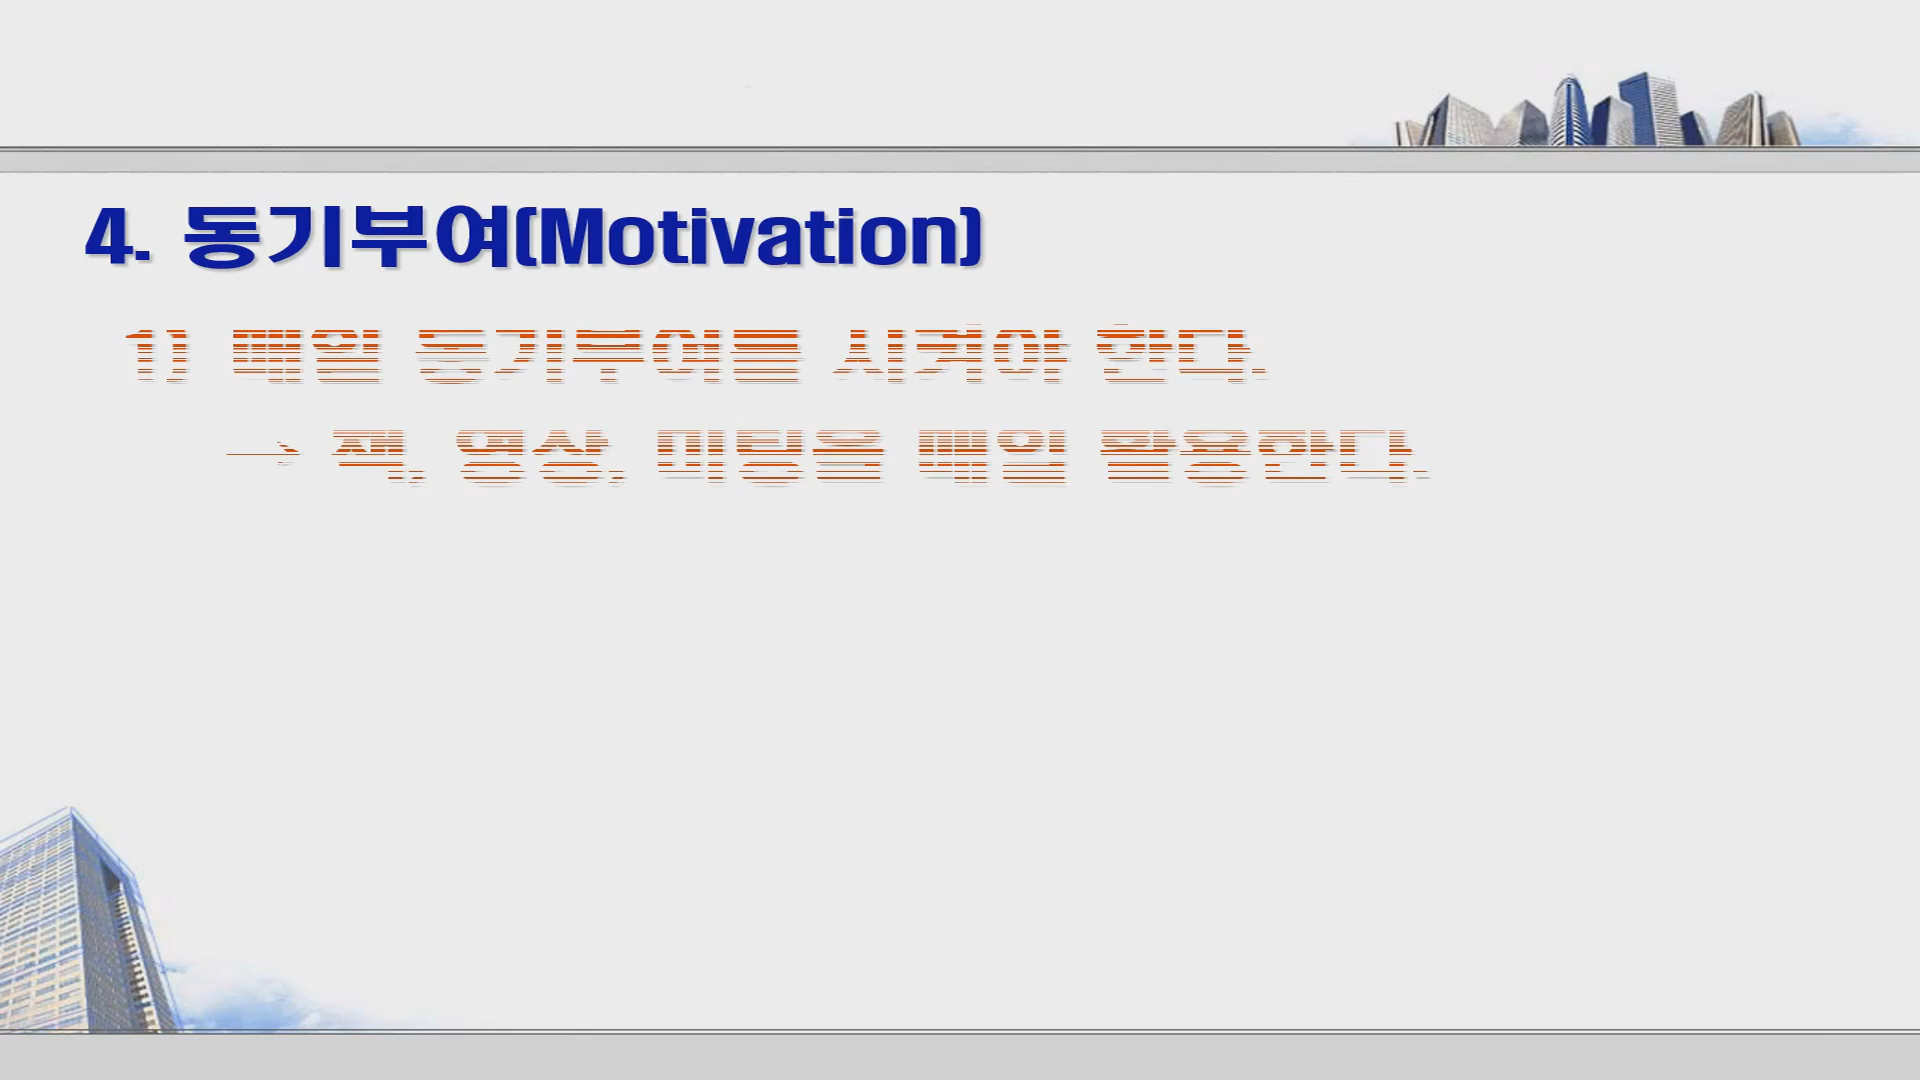 4. 동기부여(Motivation)
1) 매일 동기부여를 시켜야 한다.
→ 책, 영상, 미팅을 매일 활용한다.